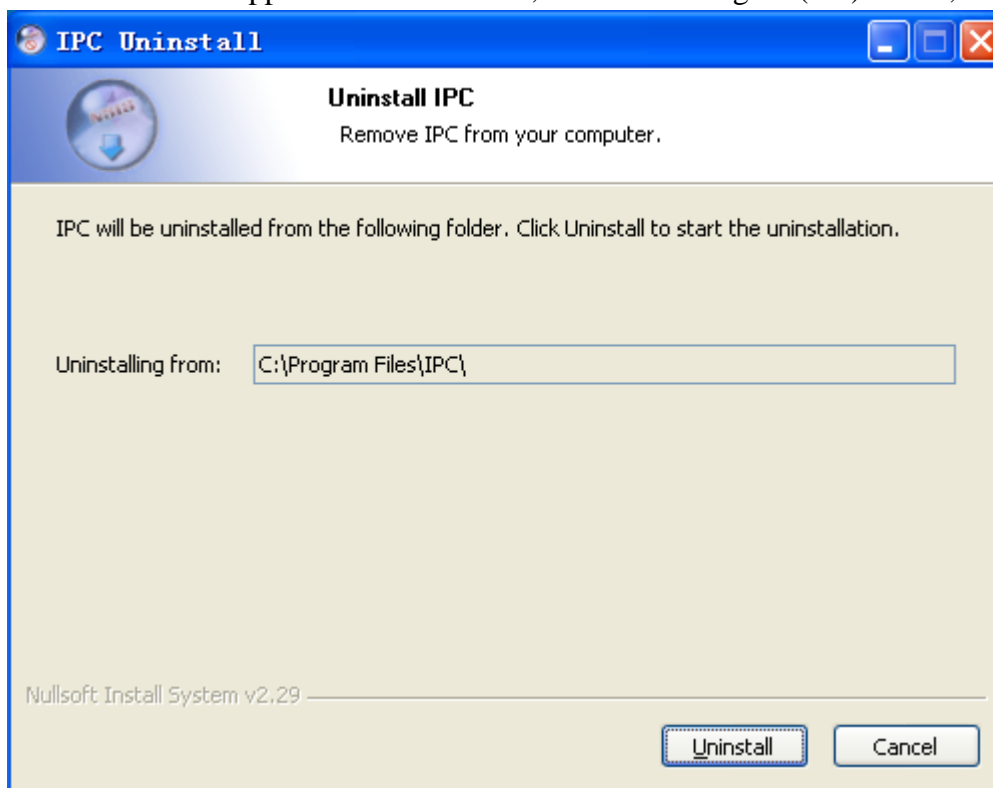 IPC Uninstall
Uninstall IPC
Remove IPC from your computer.
IPC will be uninstalled from the following folder. Click Uninstall to start the uninstallation.
Uninstalling from: C:\Program Files\IPC\
Nullsoft Install System v2.29
Uninstall Cancel